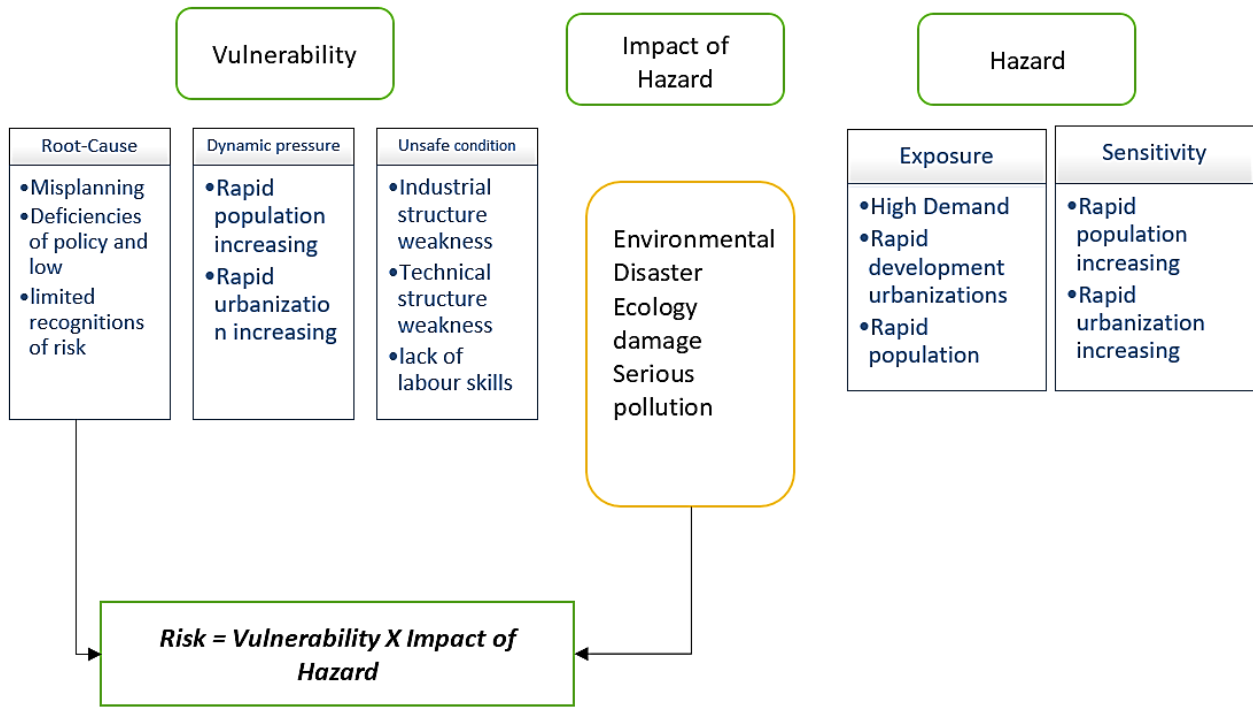 Vulnerability
Impact of
Hazard
Hazard
Root-Cause
•Misplanning
•Deficiencies
of policy and
low
•limited
recognitions
of risk
Dynamic pressure
•Rapid
population
increasing
•Rapid
urbanizatio
n increasing
Unsafe condition
•Industrial
structure
weakness
•Technical
structure
weakness
•lack of
labour skills
Environmental
Disaster
Ecology
damage
Serious
pollution
Exposure
•High Demand
•Rapid
development
urbanizations
•Rapid
population
Sensitivity
•Rapid
population
increasing
•Rapid
urbanization
increasing
Risk = Vulnerability X Impact of
Hazard